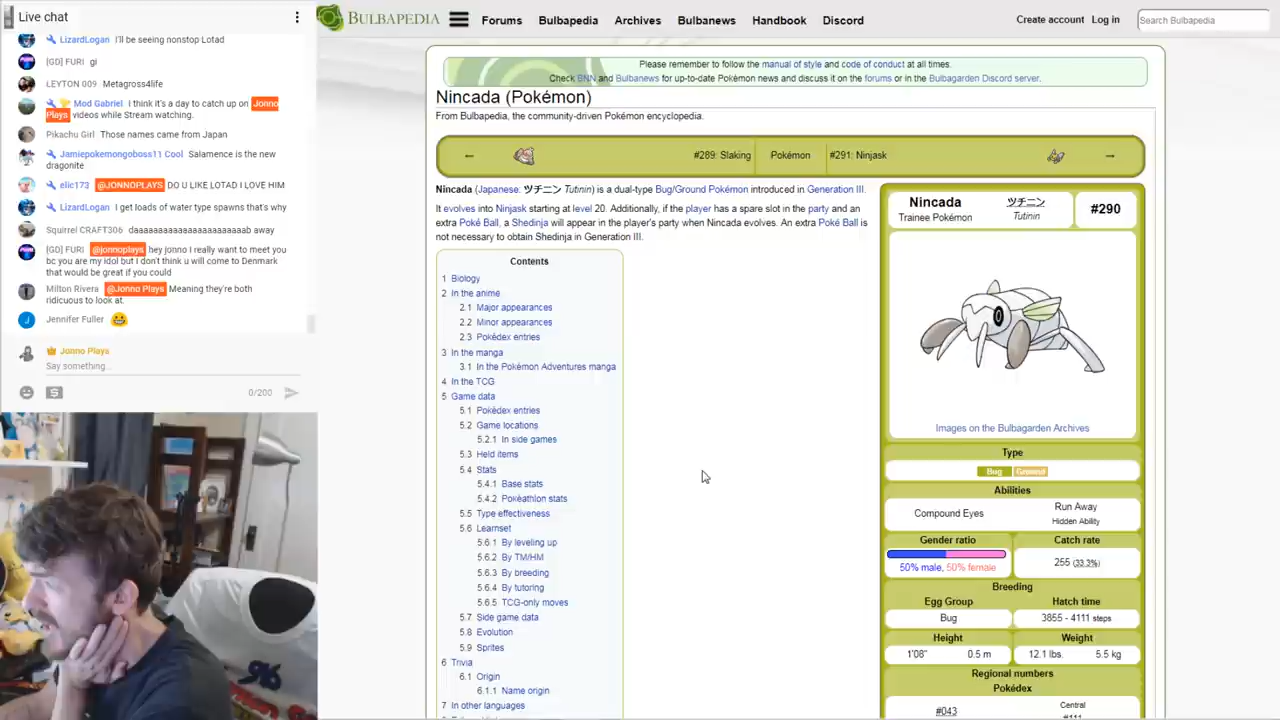 Live chat
LizardLogan I'll be seeing nonstop Lotad
[GD] FURI gi
LEYTON 009 Metagross4life
Mod Gabriel I think it's a day to catch up on Jonno
Plays videos while Stream watching.
Pikachu Girl Those names came from Japan
Jamiepokemongoboss11 Cool Salamence is the new
dragonite
elic173 @JONNOPLAYS DO U LIKE LOTAD I LOVE HIM
LizardLogan I get loads of water type spawns that's why
Squirrel CRAFT306 daaaaaaaaaaaaaaaaaaaaaab away
[GD] FURI @jonnoplays hey jonno I really want to meet you
bc you are my idol but I don't think u will come to Denmark
that would be great if you could
Milton Rivera @Jonno Plays Meaning they're both
ridicuous to look at.
J Jennifer Fuller
Jonno Plays
Say something...
0/200
BULBAPEDIA Forums Bulbapedia Archives Bulbanews Handbook Discord Create account Log in Search Bulbapedia
Please remember to follow the manual of style and code of conduct at all times.
Check BNN and Bulbanews for up-to-date Pokémon news and discuss it on the forums or in the Bulbagarden Discord server.
Nincada (Pokémon)
From Bulbapedia, the community-driven Pokémon encyclopedia.
← #289: Slaking Pokémon #291: Ninjask →
Nincada (Japanese: ツチニン Tutinin) is a dual-type Bug/Ground Pokémon introduced in Generation III.
It evolves into Ninjask starting at level 20. Additionally, if the player has a spare slot in the party and an
extra Poké Ball, a Shedinja will appear in the player's party when Nincada evolves. An extra Poké Ball is
not necessary to obtain Shedinja in Generation III.
Contents
1 Biology
2 In the anime
2.1 Major appearances
2.2 Minor appearances
2.3 Pokédex entries
3 In the manga
3.1 In the Pokémon Adventures manga
4 In the TCG
5 Game data
5.1 Pokédex entries
5.2 Game locations
5.2.1 In side games
5.3 Held items
5.4 Stats
5.4.1 Base stats
5.4.2 Pokéathlon stats
5.5 Type effectiveness
5.6 Learnset
5.6.1 By leveling up
5.6.2 By TM/HM
5.6.3 By breeding
5.6.4 By tutoring
5.6.5 TCG-only moves
5.7 Side game data
5.8 Evolution
5.9 Sprites
6 Trivia
6.1 Origin
6.1.1 Name origin
7 In other languages
Nincada ツチニン #290
Trainee Pokémon Tutinin
Images on the Bulbagarden Archives
Type
Bug Ground
Abilities
Compound Eyes Run Away
Hidden Ability
Gender ratio Catch rate
50% male, 50% female 255 (33.3%)
Breeding
Egg Group Hatch time
Bug 3855 - 4111 steps
Height Weight
1'08" 0.5 m 12.1 lbs. 5.5 kg
Regional numbers
Pokédex
#043 Central
#111